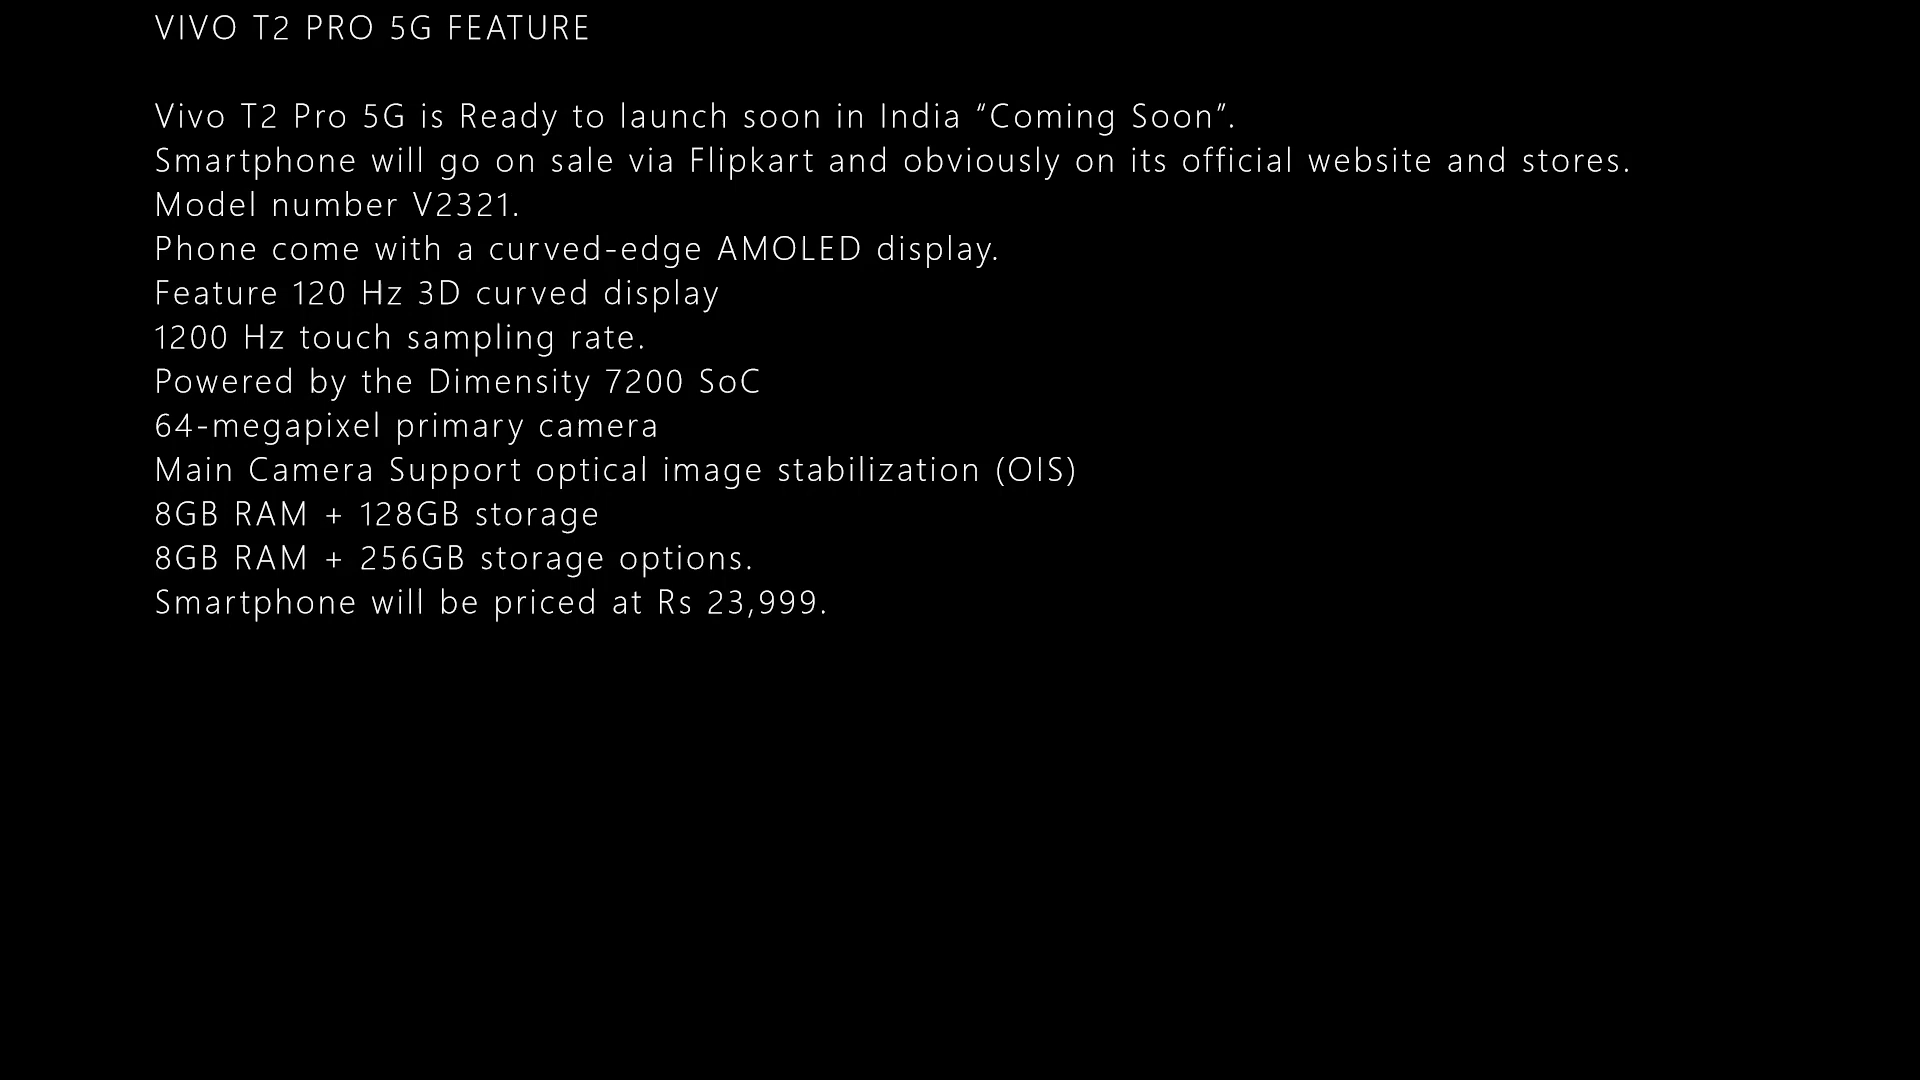 VIVO T2 PRO 5G FEATURE
Vivo T2 Pro 5G is Ready to launch soon in India “Coming Soon”.
Smartphone will go on sale via Flipkart and obviously on its official website and stores.
Model number V2321.
Phone come with a curved-edge AMOLED display.
Feature 120 Hz 3D curved display
1200 Hz touch sampling rate.
Powered by the Dimensity 7200 SoC
64-megapixel primary camera
Main Camera Support optical image stabilization (OIS)
8GB RAM + 128GB storage
8GB RAM + 256GB storage options.
Smartphone will be priced at Rs 23,999.